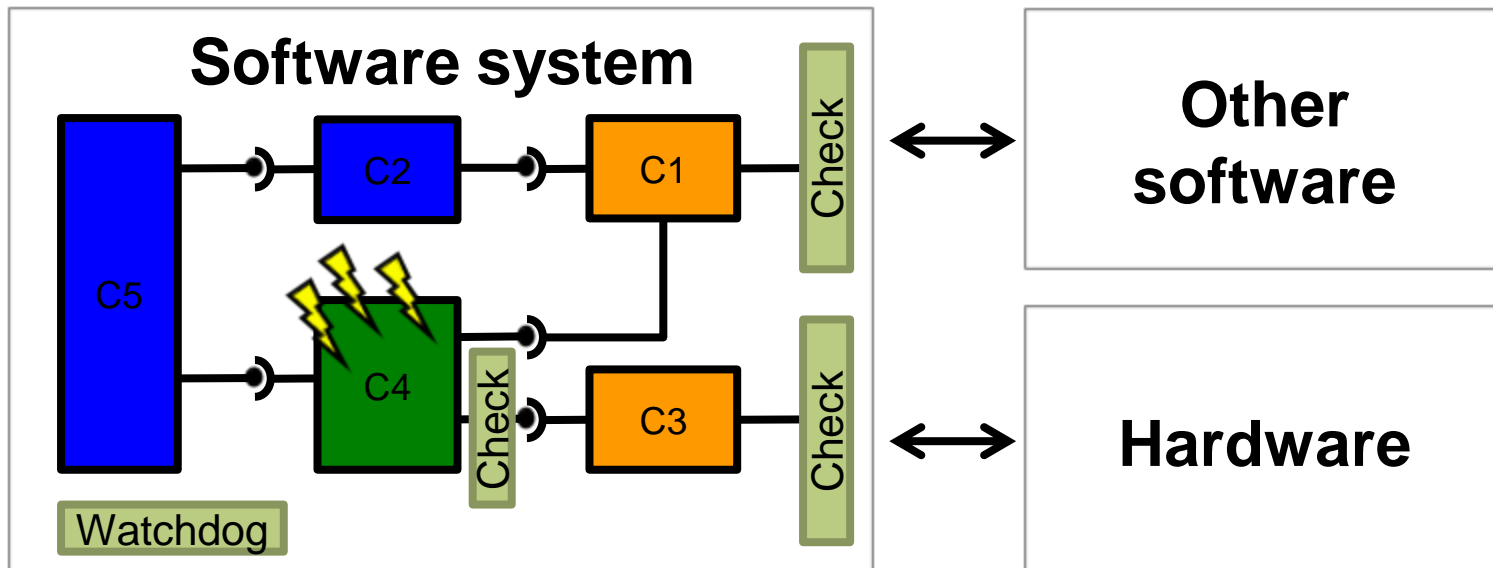 Software system
C5
C2
C1
Check
C4
Check
C3
Check
Watchdog
Other
software
Hardware